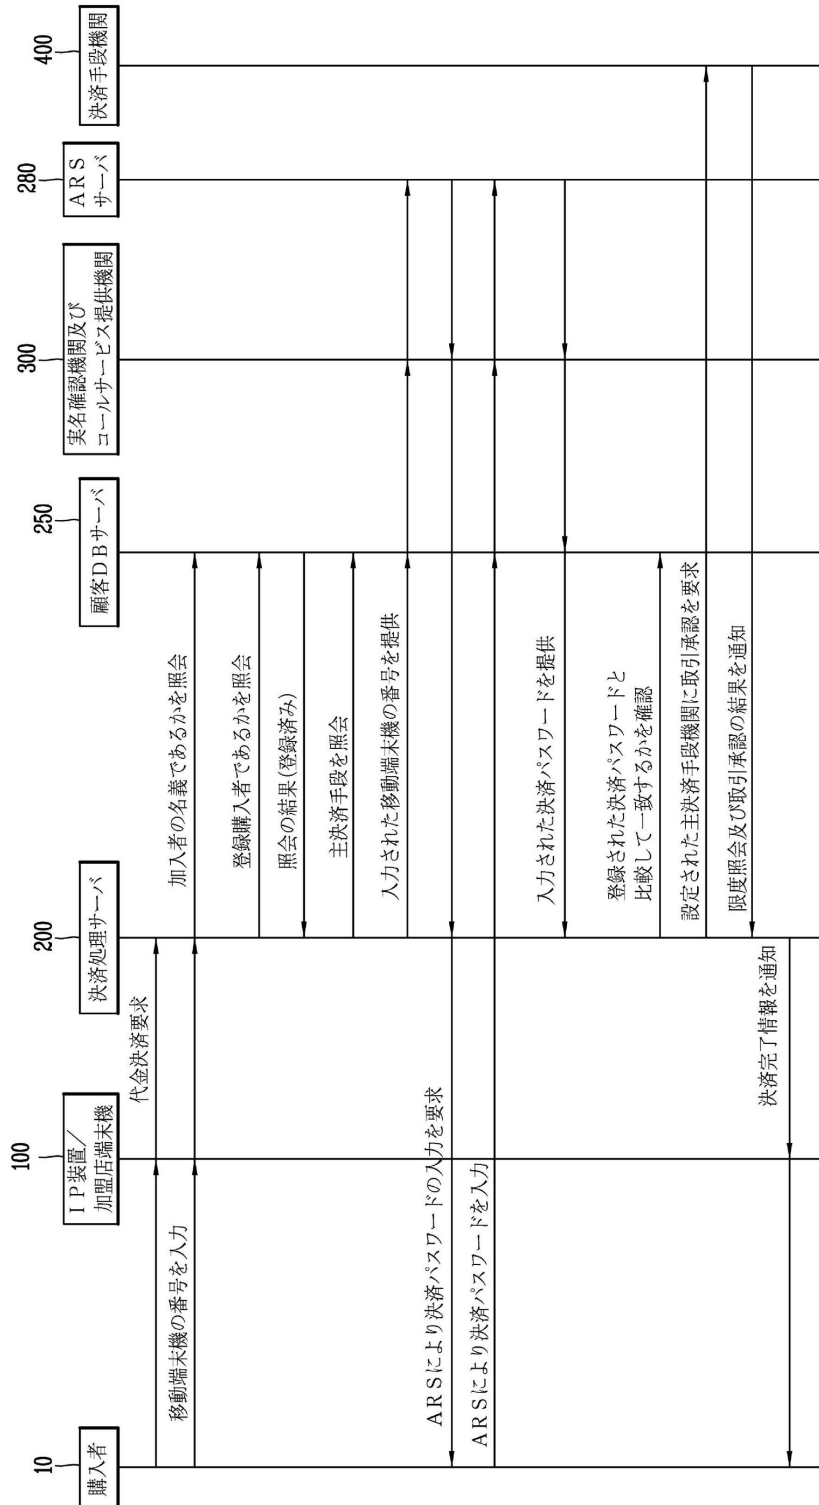 10
購入者
100
ＩＰ装置／
加盟店端末機
200
決済処理サーバ
250
顧客ＤＢサーバ
300
実名確認機関及び
コールサービス提供機関
280
ＡＲＳ
サーバ
400
決済手段機関
代金決済要求
移動端末機の番号を入力
加入者の名義であるかを照会
登録購入者であるかを照会
照会の結果(登録済み)
主決済手段を照会
入力された移動端末機の番号を提供
ＡＲＳにより決済パスワードの入力を要求
ＡＲＳにより決済パスワードを入力
入力された決済パスワードを提供
登録された決済パスワードと
比較して一致するかを確認
設定された主決済手段機関に取引承認を要求
限度照会及び取引承認の結果を通知
決済完了情報を通知